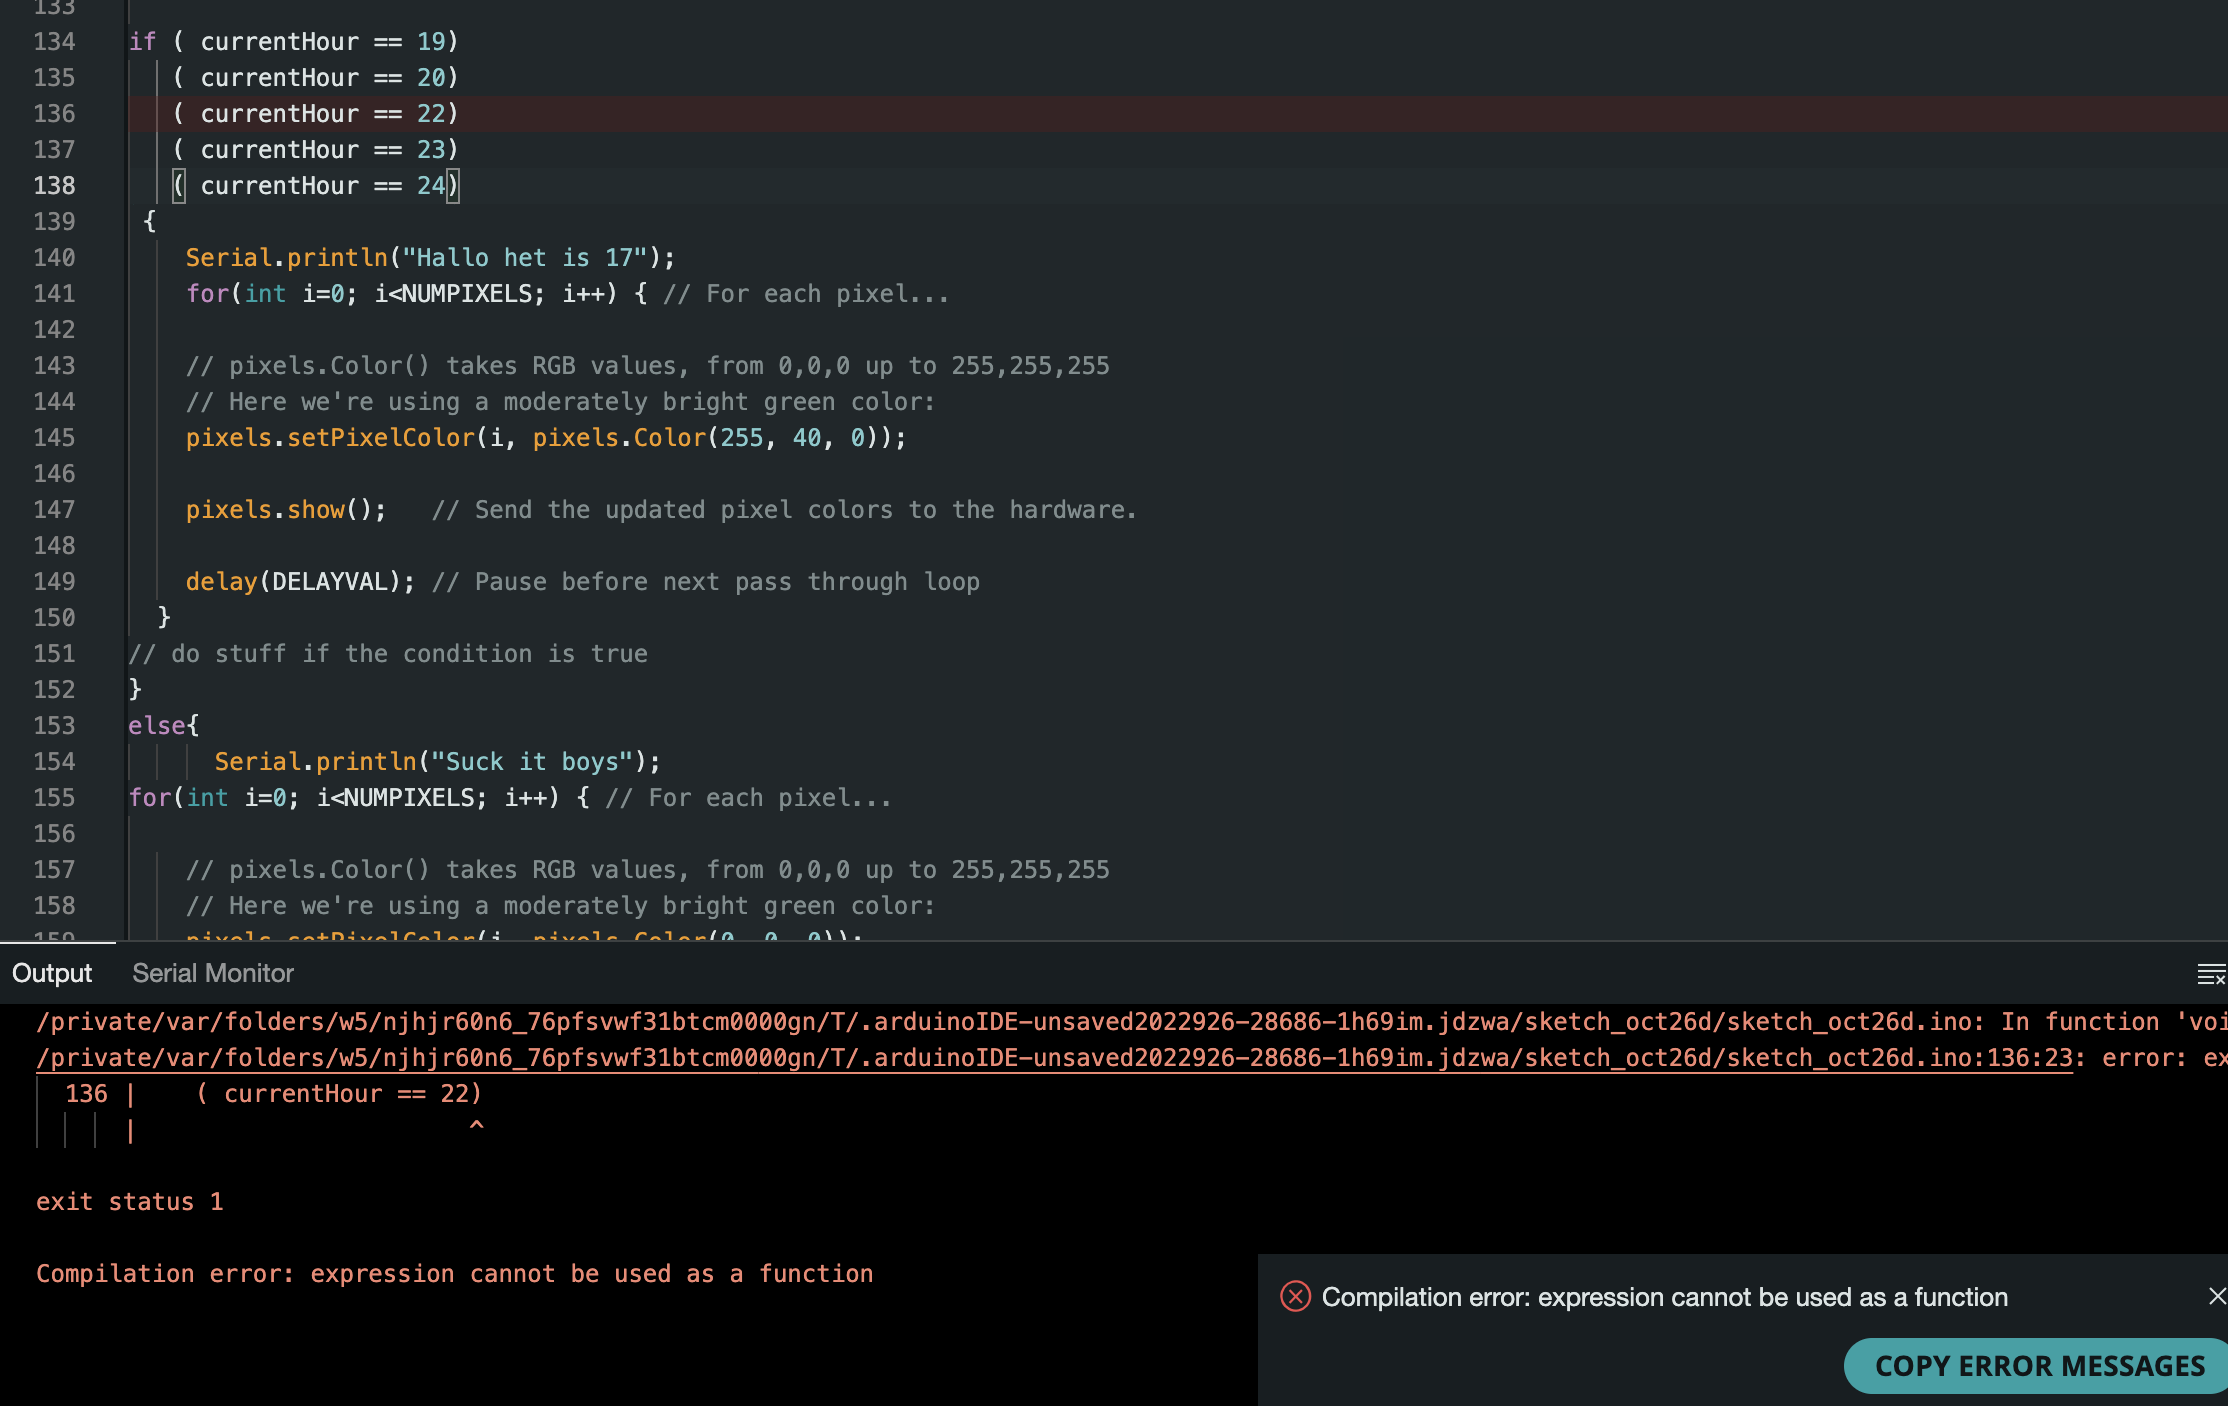 133
134 if ( currentHour == 19)
135 ( currentHour == 20)
136 ( currentHour == 22)
137 ( currentHour == 23)
138 ( currentHour == 24)
139 {
140 Serial.println("Hallo het is 17");
141 for(int i=0; i<NUMPIXELS; i++) { // For each pixel...
142
143 // pixels.Color() takes RGB values, from 0,0,0 up to 255,255,255
144 // Here we're using a moderately bright green color:
145 pixels.setPixelColor(i, pixels.Color(255, 40, 0));
146
147 pixels.show(); // Send the updated pixel colors to the hardware.
148
149 delay(DELAYVAL); // Pause before next pass through loop
150 }
151 // do stuff if the condition is true
152 }
153 else{
154 Serial.println("Suck it boys");
155 for(int i=0; i<NUMPIXELS; i++) { // For each pixel...
156
157 // pixels.Color() takes RGB values, from 0,0,0 up to 255,255,255
158 // Here we're using a moderately bright green color:
159 pixels.setPixelColor(i, pixels.Color(0, 0, 0));
Output Serial Monitor
/private/var/folders/w5/njhjr60n6_76pfsvwf31btcm0000gn/T/.arduinoIDE-unsaved2022926-28686-1h69im.jdzwa/sketch_oct26d/sketch_oct26d.ino: In function 'voi
/private/var/folders/w5/njhjr60n6_76pfsvwf31btcm0000gn/T/.arduinoIDE-unsaved2022926-28686-1h69im.jdzwa/sketch_oct26d/sketch_oct26d.ino:136:23: error: ex
136 | ( currentHour == 22)
| ^
exit status 1
Compilation error: expression cannot be used as a function
Compilation error: expression cannot be used as a function
COPY ERROR MESSAGES